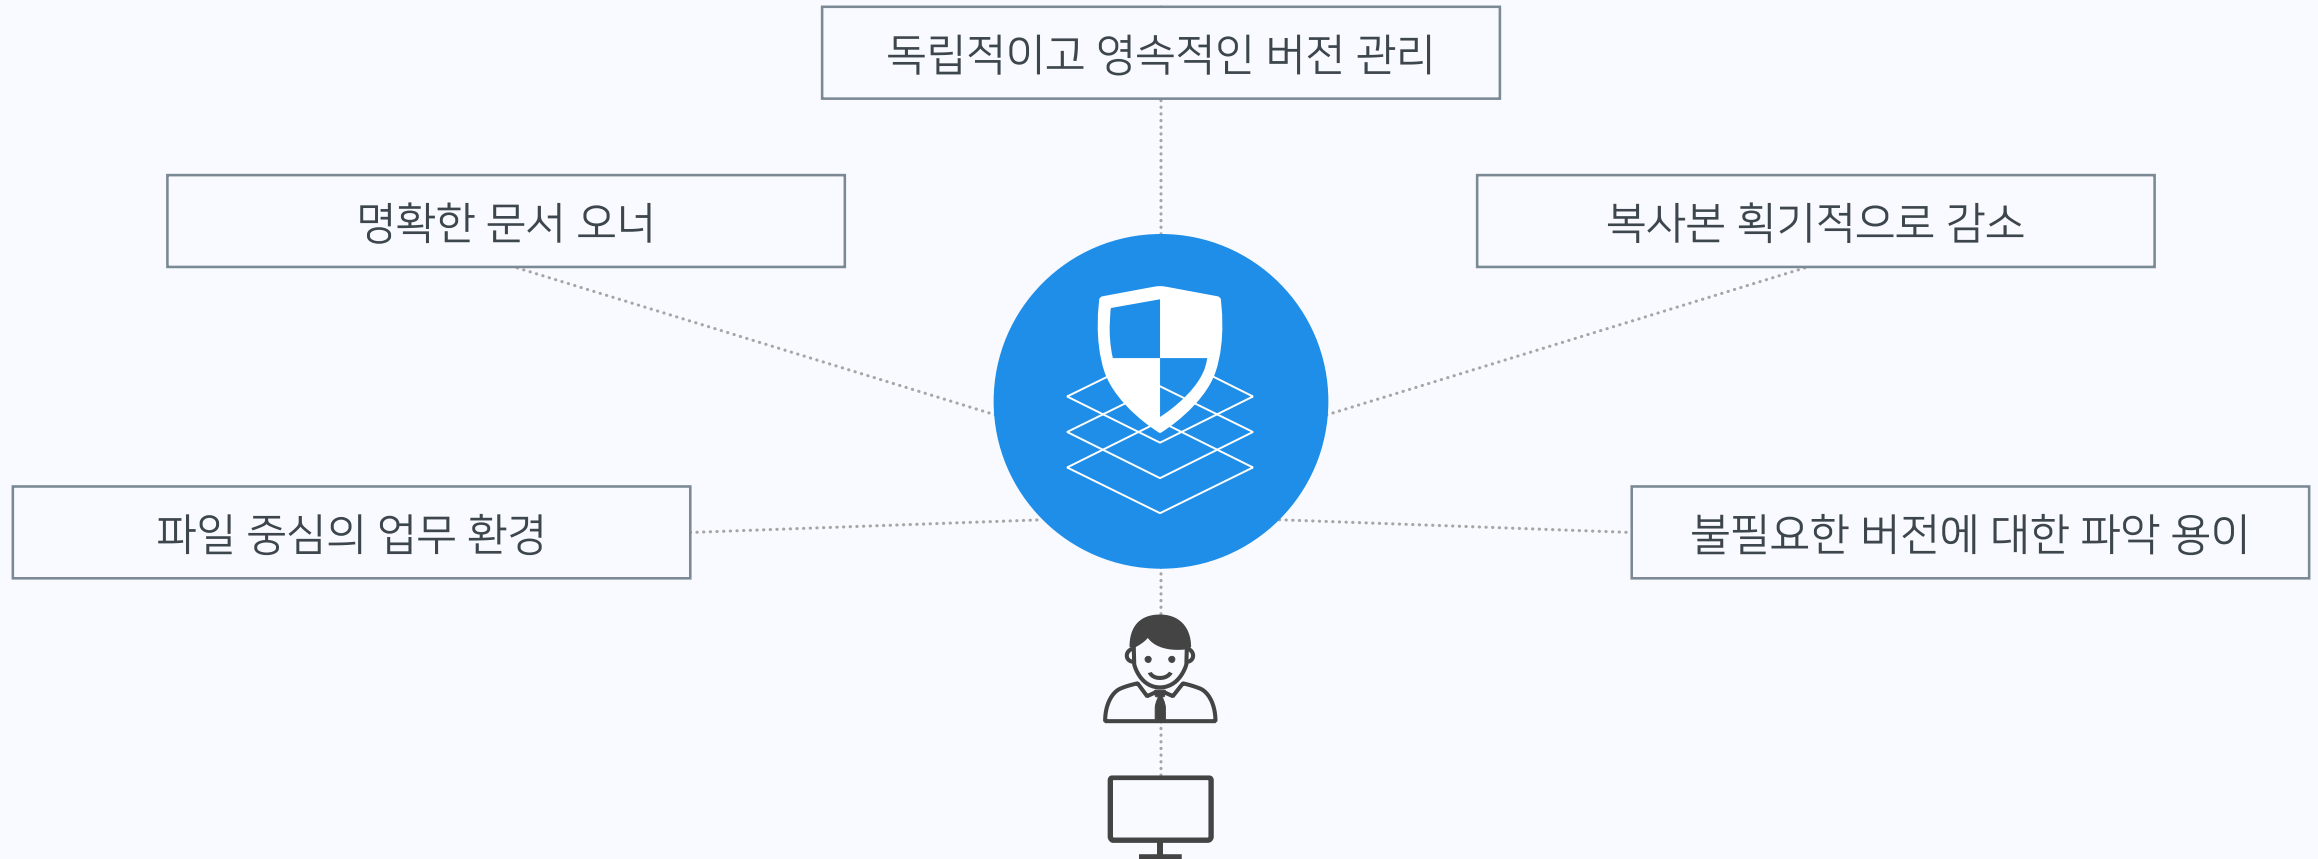 독립적이고 영속적인 버전 관리
명확한 문서 오너
복사본 획기적으로 감소
파일 중심의 업무 환경
불필요한 버전에 대한 파악 용이